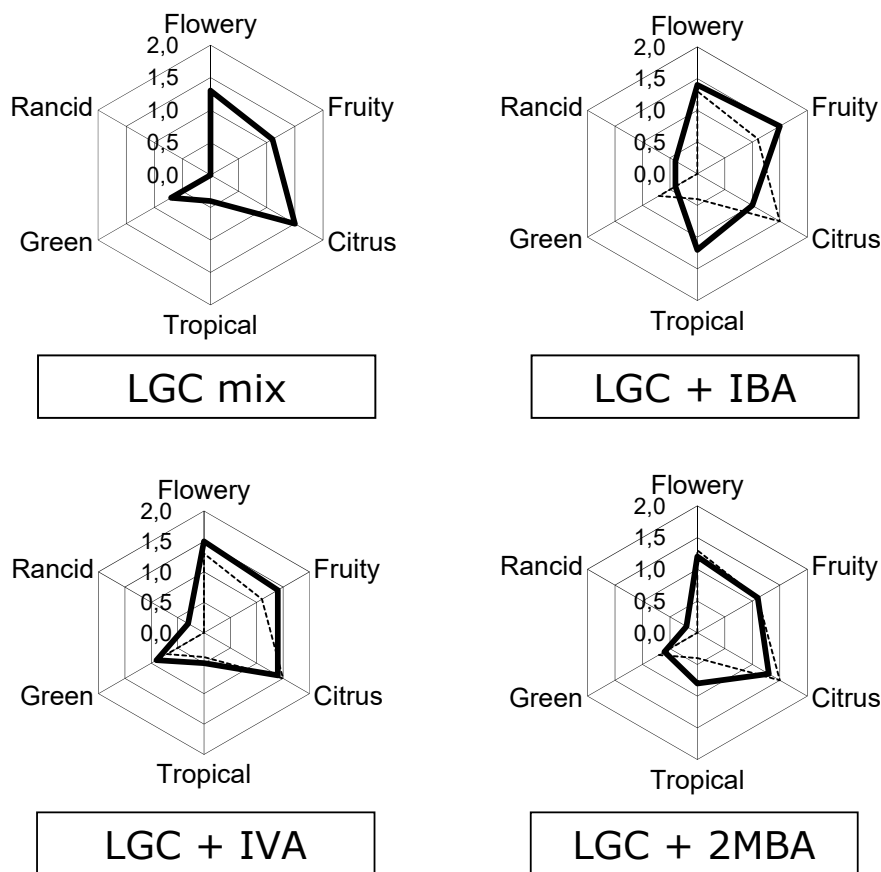 Flowery
2,0
1,5
1,0
0,5
0,0
Rancid
Fruity
Green
Citrus
Tropical
LGC mix
Flowery
2,0
1,5
1,0
0,5
0,0
Rancid
Fruity
Green
Citrus
Tropical
LGC + IBA
Flowery
2,0
1,5
1,0
0,5
0,0
Rancid
Fruity
Green
Citrus
Tropical
LGC + IVA
Flowery
2,0
1,5
1,0
0,5
0,0
Rancid
Fruity
Green
Citrus
Tropical
LGC + 2MBA